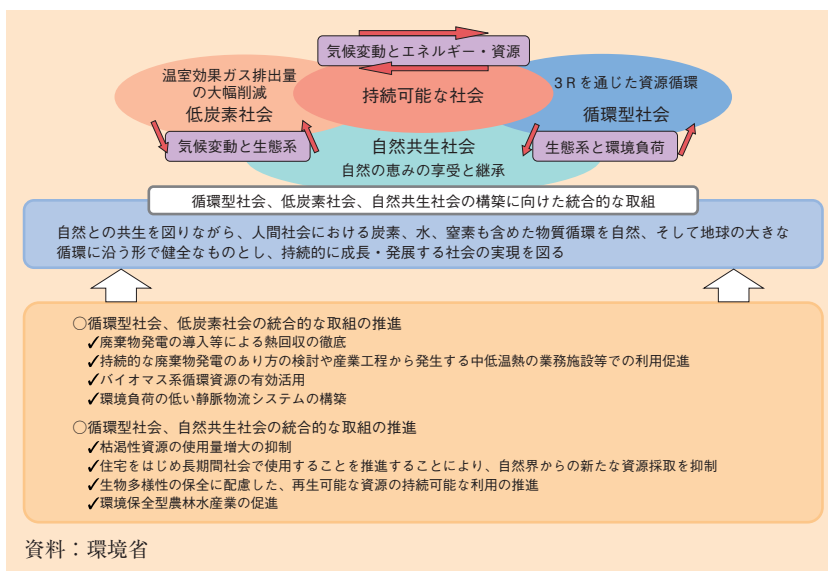 気候変動とエネルギー・資源
温室効果ガス排出量
の大幅削減
低炭素社会
持続可能な社会
3Rを通じた資源循環
循環型社会
気候変動と生態系
自然共生社会
自然の恵みの享受と継承
生態系と環境負荷
循環型社会、低炭素社会、自然共生社会の構築に向けた統合的な取組
自然との共生を図りながら、人間社会における炭素、水、窒素も含めた物質循環を自然、そして地球の大きな
循環に沿う形で健全なものとし、持続的に成長・発展する社会の実現を図る
○循環型社会、低炭素社会の統合的な取組の推進
✓廃棄物発電の導入等による熱回収の徹底
✓持続的な廃棄物発電のあり方の検討や産業工程から発生する中低温熱の業務施設等での利用促進
✓バイオマス系循環資源の有効活用
✓環境負荷の低い静脈物流システムの構築
○循環型社会、自然共生社会の統合的な取組の推進
✓枯渇性資源の使用量増大の抑制
✓住宅をはじめ長期間社会で使用することを推進することにより、自然界からの新たな資源採取を抑制
✓生物多様性の保全に配慮した、再生可能な資源の持続可能な利用の推進
✓環境保全型農林水産業の促進
資料：環境省